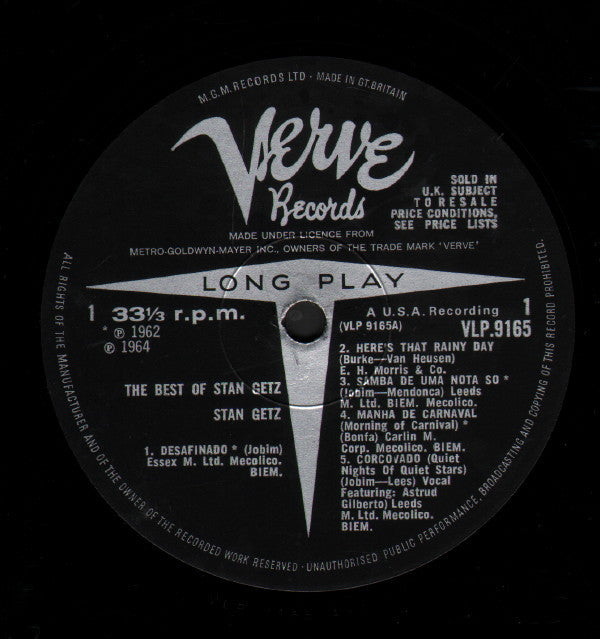 M.G.M. RECORDS LTD · MADE IN GT. BRITAIN
Verve
Records
SOLD IN
U.K. SUBJECT
TO RESALE
PRICE CONDITIONS,
SEE PRICE LISTS
MADE UNDER LICENCE FROM
METRO-GOLDWYN-MAYER INC., OWNERS OF THE TRADE MARK 'VERVE'
LONG PLAY
1 33⅓ r.p.m.
* ℗ 1962
℗ 1964
THE BEST OF STAN GETZ
STAN GETZ
1. DESAFINADO * (Jobim)
Essex M. Ltd. Mecolico.
BIEM.
A U.S.A. Recording 1
(VLP 9165A) VLP.9165
2. HERE'S THAT RAINY DAY
(Burke—Van Heusen)
E. H. Morris & Co.
3. SAMBA DE UMA NOTA SO *
(Jobim—Mendonca) Leeds
M. Ltd. BIEM. Mecolico.
4. MANHA DE CARNAVAL
(Morning of Carnival) *
(Bonfa) Carlin M.
Corp. Mecolico. BIEM.
5. CORCOVADO (Quiet
Nights Of Quiet Stars)
(Jobim—Lees) Vocal
Featuring: Astrud
Gilberto) Leeds
M. Ltd. Mecolico.
BIEM.
ALL RIGHTS OF THE MANUFACTURER AND OF THE OWNER OF THE RECORDED WORK RESERVED · UNAUTHORISED PUBLIC PERFORMANCE, BROADCASTING AND COPYING OF THIS RECORD PROHIBITED.